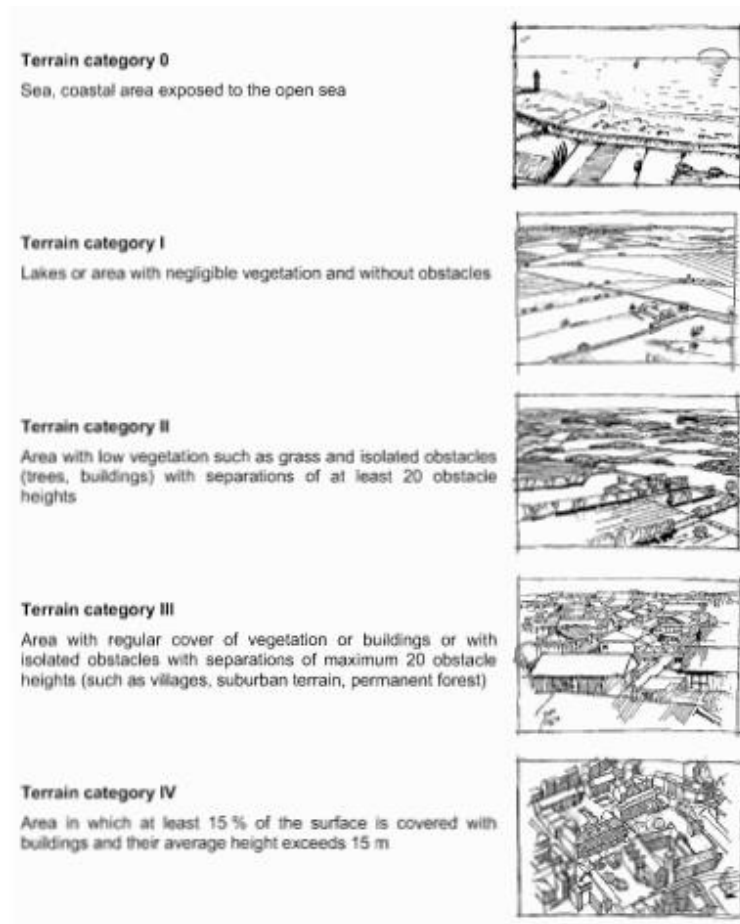 Terrain category 0
Sea, coastal area exposed to the open sea
Terrain category I
Lakes or area with negligible vegetation and without obstacles
Terrain category II
Area with low vegetation such as grass and isolated obstacles
(trees, buildings) with separations of at least 20 obstacle
heights
Terrain category III
Area with regular cover of vegetation or buildings or with
isolated obstacles with separations of maximum 20 obstacle
heights (such as villages, suburban terrain, permanent forest)
Terrain category IV
Area in which at least 15 % of the surface is covered with
buildings and their average height exceeds 15 m